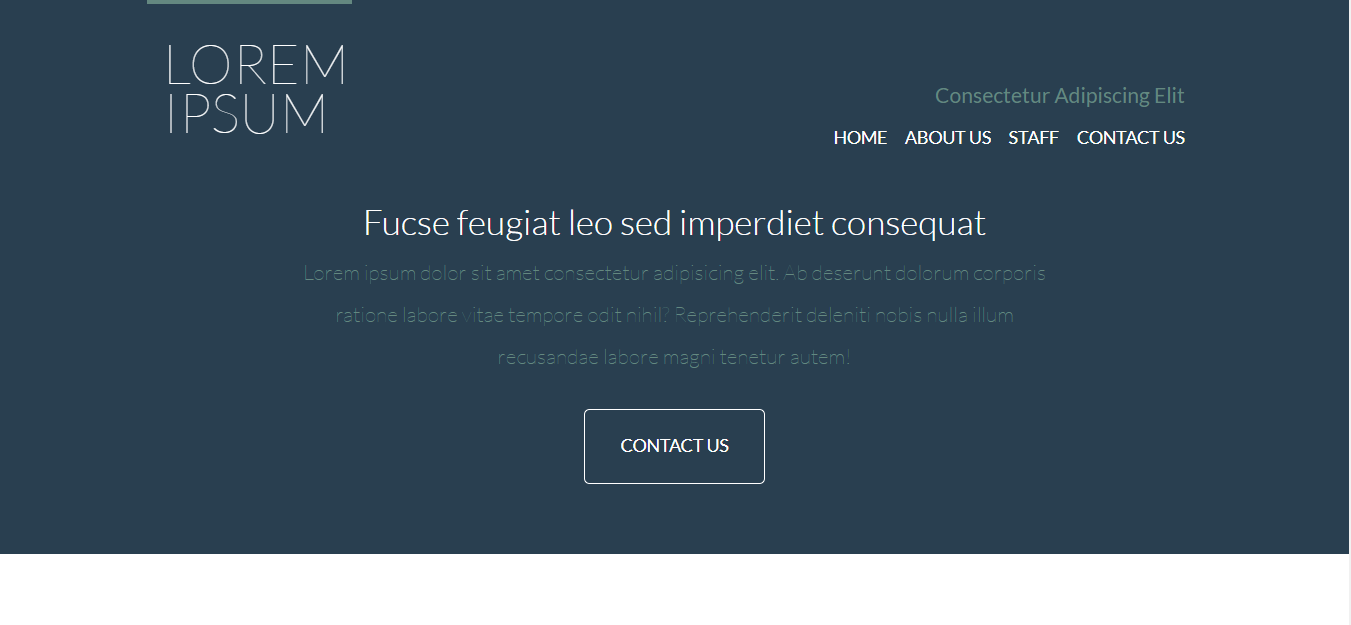 LOREM
IPSUM
Consectetur Adipiscing Elit
HOME ABOUT US STAFF CONTACT US
Fucse feugiat leo sed imperdiet consequat
Lorem ipsum dolor sit amet consectetur adipisicing elit. Ab deserunt dolorum corporis
ratione labore vitae tempore odit nihil? Reprehenderit deleniti nobis nulla illum
recusandae labore magni tenetur autem!
CONTACT US